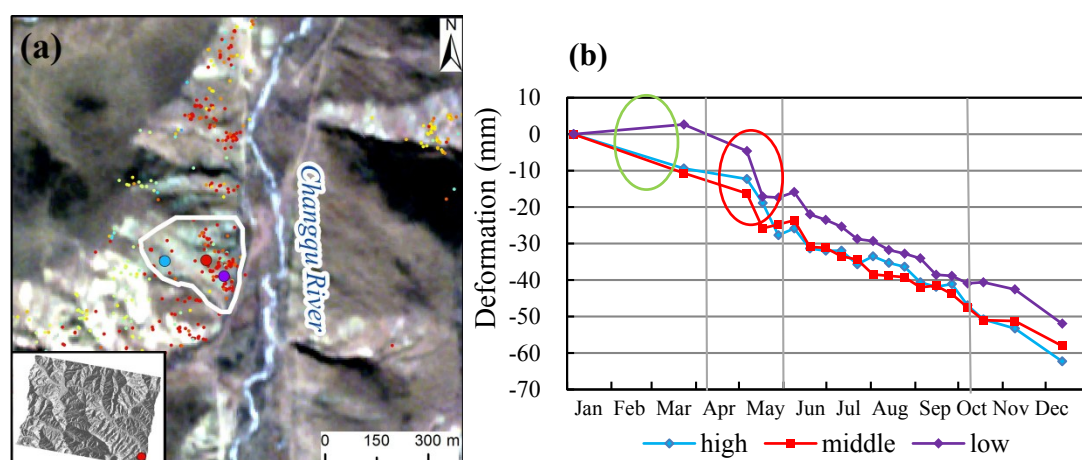 (a)
N
Changqu River
0 150 300 m
(b)
Deformation (mm)
10
0
-10
-20
-30
-40
-50
-60
-70
Jan Feb Mar Apr May Jun Jul Aug Sep Oct Nov Dec
high middle low